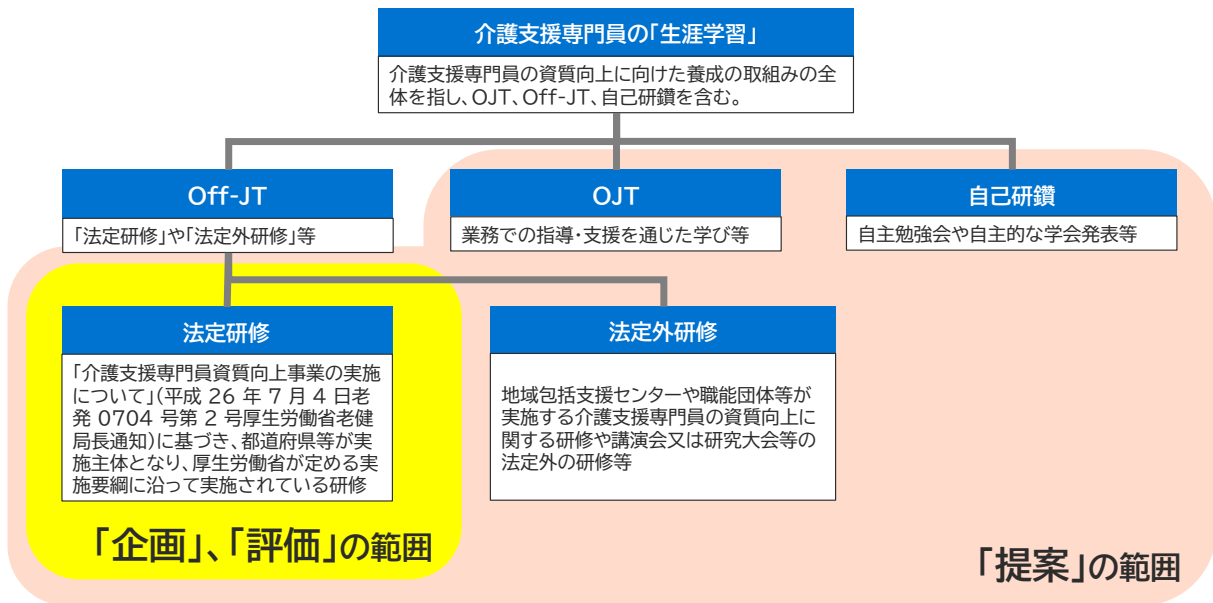 介護支援専門員の「生涯学習」
介護支援専門員の資質向上に向けた養成の取組みの全
体を指し、OJT、Off-JT、自己研鑽を含む。
Off-JT
「法定研修」や「法定外研修」等
OJT
業務での指導・支援を通じた学び等
自己研鑽
自主勉強会や自主的な学会発表等
法定研修
「介護支援専門員資質向上事業の実施
について」(平成 26 年 7 月 4 日老
発 0704 号第 2 号厚生労働省老健
局長通知)に基づき、都道府県等が実
施主体となり、厚生労働省が定める実
施要綱に沿って実施されている研修
法定外研修
地域包括支援センターや職能団体等が
実施する介護支援専門員の資質向上に
関する研修や講演会又は研究大会等の
法定外の研修等
「企画」、「評価」の範囲
「提案」の範囲